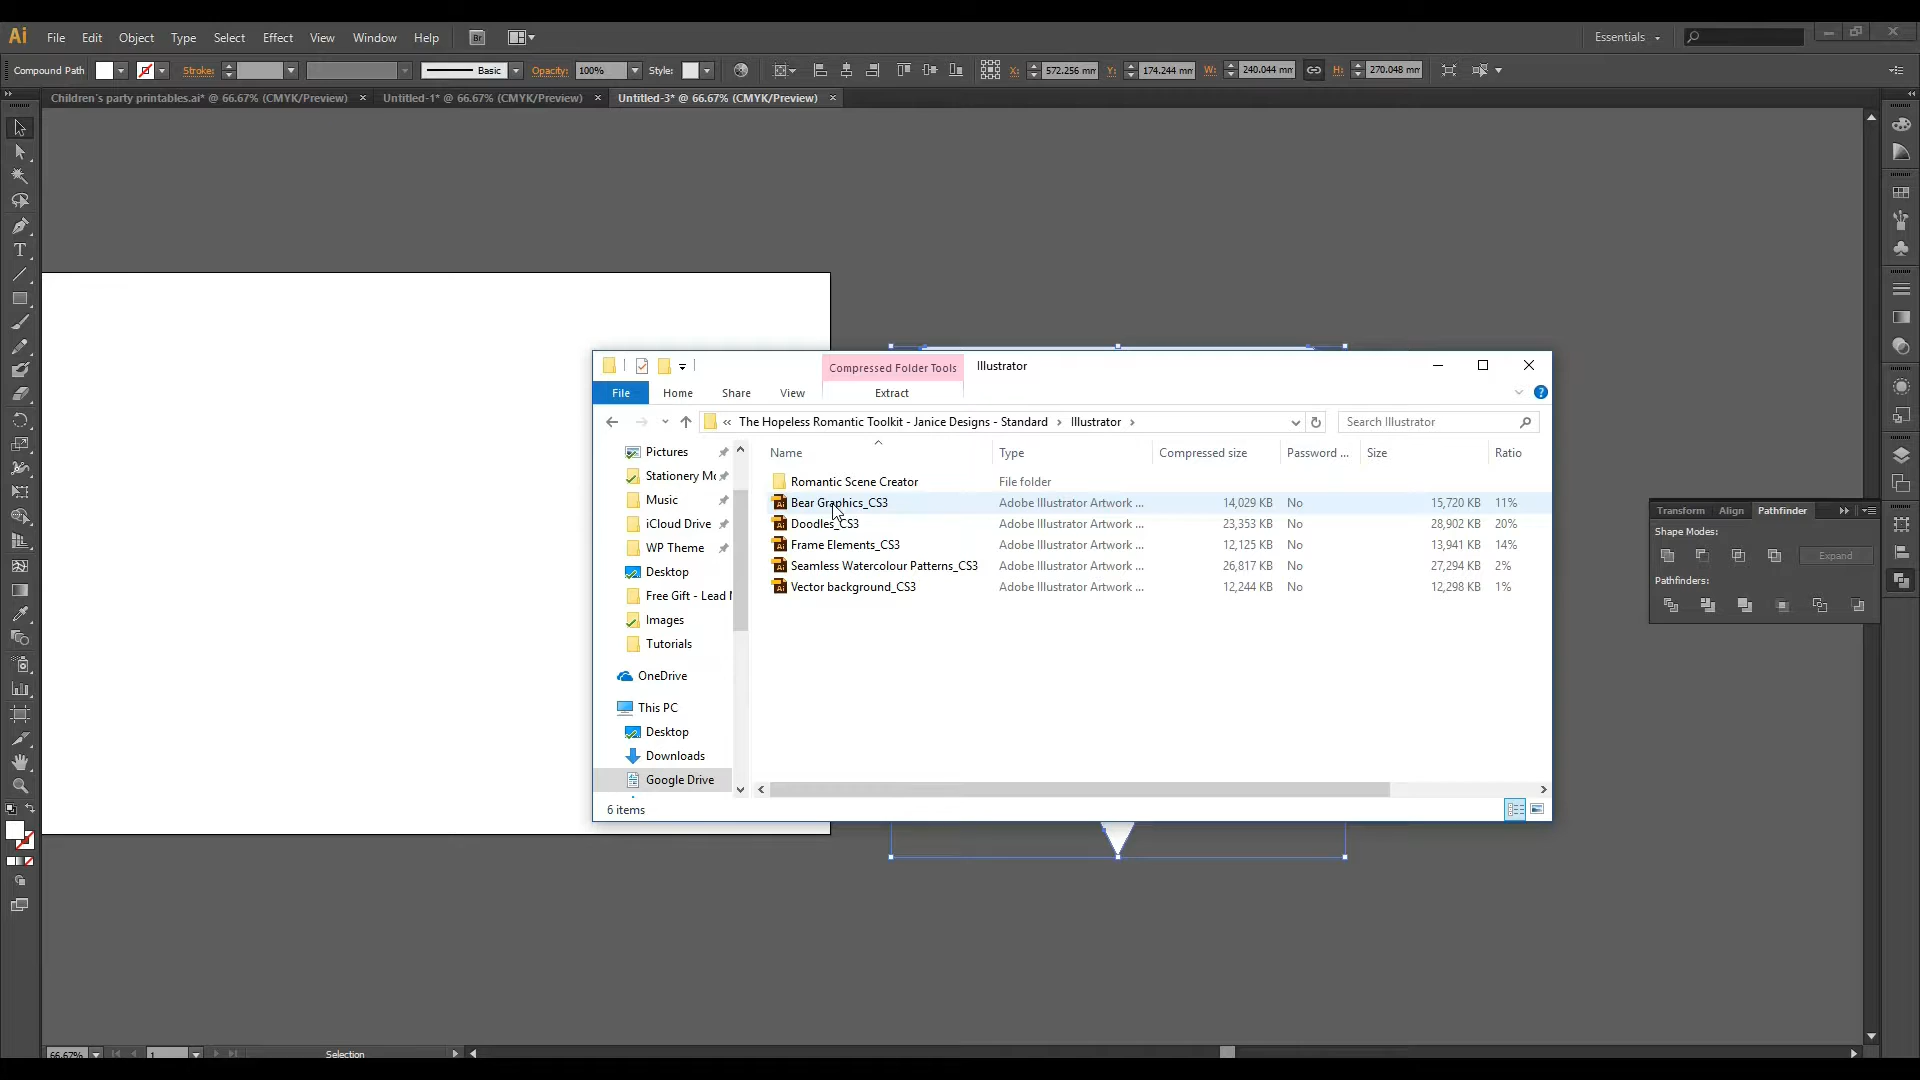 Ai File Edit Object Type Select Effect View Window Help Br Essentials
Compound Path Stroke: Basic Opacity: 100% Style: X: 572.256 mm Y: 174.244 mm W: 240.044 mm H: 270.048 mm
Children's party printables.ai* @ 66.67% (CMYK/Preview) × Untitled-1* @ 66.67% (CMYK/Preview) × Untitled-3* @ 66.67% (CMYK/Preview) ×
Compressed Folder Tools Illustrator
File Home Share View Extract
« The Hopeless Romantic Toolkit - Janice Designs - Standard › Illustrator › Search Illustrator
Pictures
Stationery Mo
Music
iCloud Drive
WP Theme
Desktop
Free Gift - Lead
Images
Tutorials
OneDrive
This PC
Desktop
Downloads
Google Drive
Name Type Compressed size Password ... Size Ratio
Romantic Scene Creator File folder
Bear Graphics_CS3 Adobe Illustrator Artwork ... 14,029 KB No 15,720 KB 11%
Doodles_CS3 Adobe Illustrator Artwork ... 23,353 KB No 28,902 KB 20%
Frame Elements_CS3 Adobe Illustrator Artwork ... 12,125 KB No 13,941 KB 14%
Seamless Watercolour Patterns_CS3 Adobe Illustrator Artwork ... 26,817 KB No 27,294 KB 2%
Vector background_CS3 Adobe Illustrator Artwork ... 12,244 KB No 12,298 KB 1%
6 items
Transform Align Pathfinder
Shape Modes:
Expand
Pathfinders:
66.67% 1 Selection